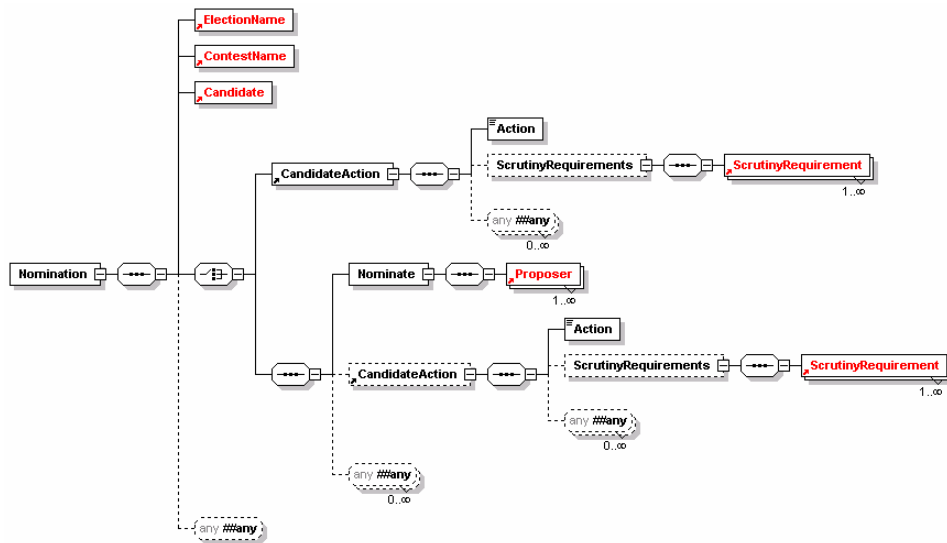 ElectionName
ContestName
Candidate
Action
CandidateAction
ScrutinyRequirements
ScrutinyRequirement
1..∞
any ##any
0..∞
Nomination
Nominate
Proposer
1..∞
Action
CandidateAction
ScrutinyRequirements
ScrutinyRequirement
1..∞
any ##any
0..∞
any ##any
0..∞
any ##any